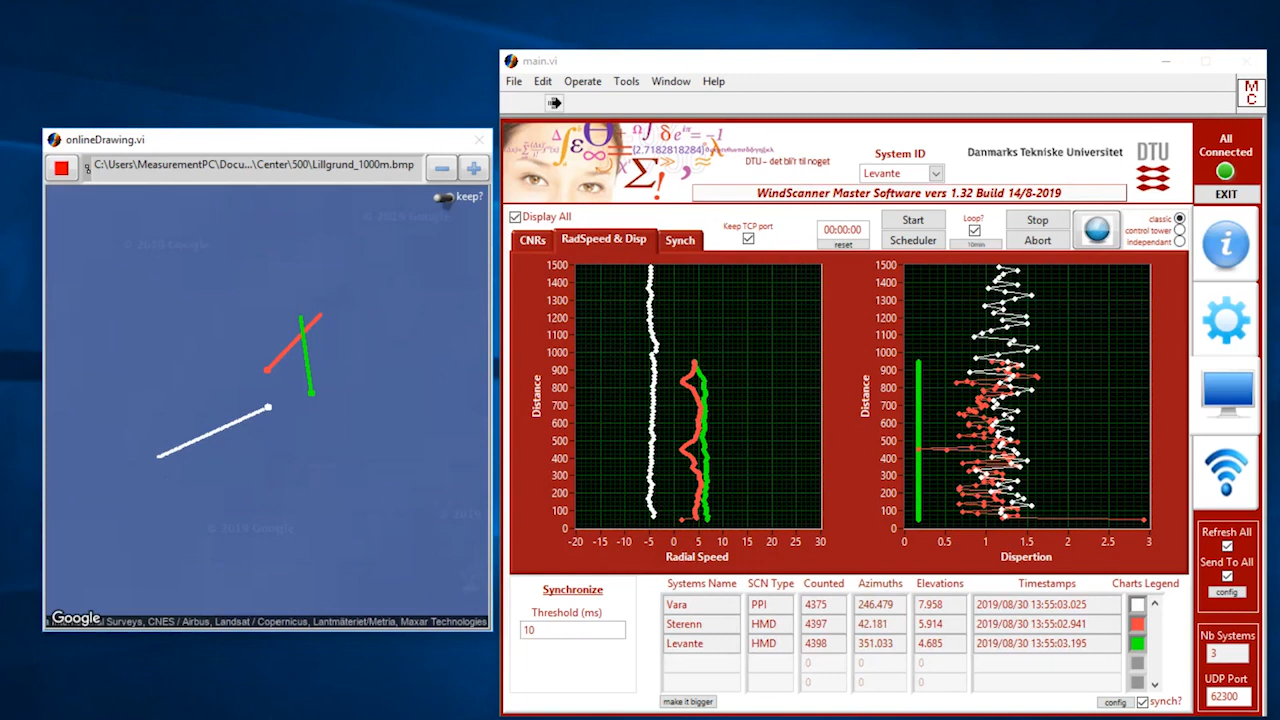 onlineDrawing.vi
C:\Users\MeasurementPC\Docu...\Center\500\Lillgrund_1000m.bmp
keep?
© 2019 Google
© 2019 Google
© 2019 Google
© 2019
Google
Surveys, CNES / Airbus, Landsat / Copernicus, Lantmäteriet/Metria, Maxar Technologies
main.vi
File Edit Operate Tools Window Help
M
C
(2.7182818284)
DTU – det bli'r til noget
System ID
Levante
Danmarks Tekniske Universitet
DTU
WindScanner Master Software vers 1.32 Build 14/8-2019
All
Connected
EXIT
Display All
Keep TCP port
00:00:00
reset
Start
Scheduler
Loop?
10min
Stop
Abort
classic
control tower
independant
CNRs RadSpeed & Disp Synch
1500
1400
1300
1200
1100
1000
900
800
700
600
500
400
300
200
100
0
Distance
-20 -15 -10 -5 0 5 10 15 20 25 30
Radial Speed
1500
1400
1300
1200
1100
1000
900
800
700
600
500
400
300
200
100
0
Distance
0 0.5 1 1.5 2 2.5 3
Dispertion
Synchronize
Threshold (ms)
10
Systems Name SCN Type Counted Azimuths Elevations Timestamps Charts Legend
Vara PPI 4375 246.479 7.958 2019/08/30 13:55:03.025
Sterenn HMD 4397 42.181 5.914 2019/08/30 13:55:02.941
Levante HMD 4398 351.033 4.685 2019/08/30 13:55:03.195
0 0 0
0 0 0
make it bigger
config synch?
Refresh All
Send To All
config
Nb Systems
3
UDP Port
62300